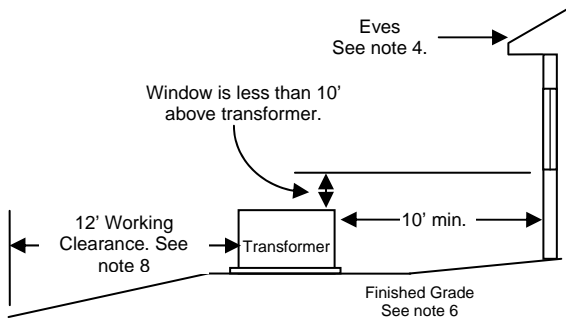 Eves
See note 4.
Window is less than 10'
above transformer.
12' Working
Clearance. See
note 8
Transformer
10' min.
Finished Grade
See note 6